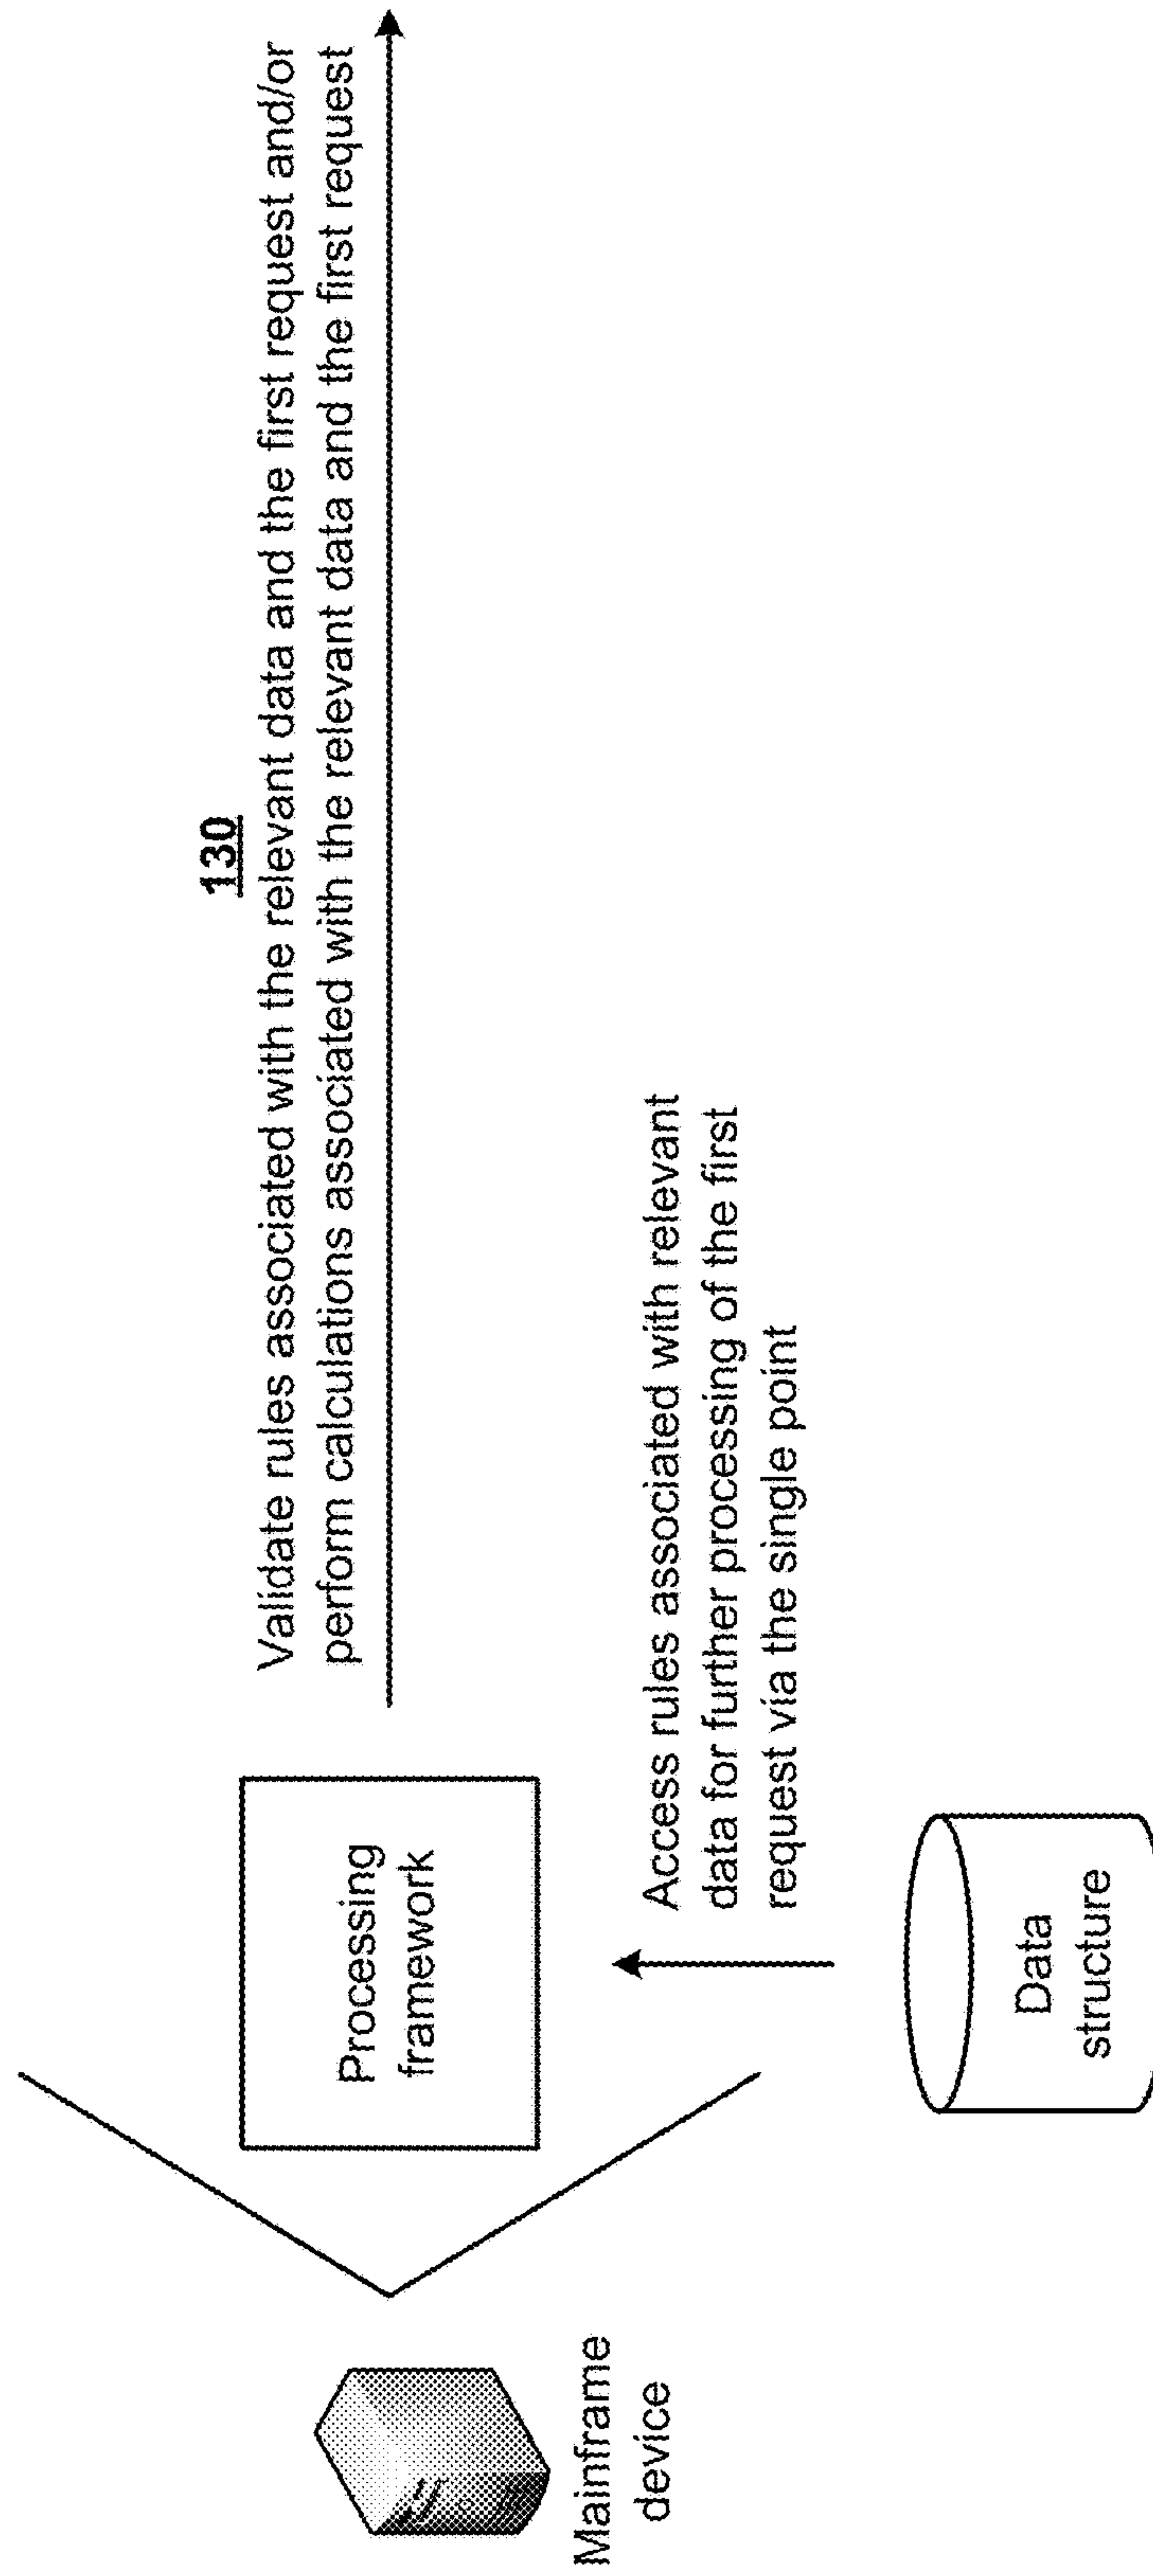 130
Validate rules associated with the relevant data and the first request and/or
perform calculations associated with the relevant data and the first request
Processing
framework
Mainframe
device
Access rules associated with relevant
data for further processing of the first
request via the single point
Data
structure